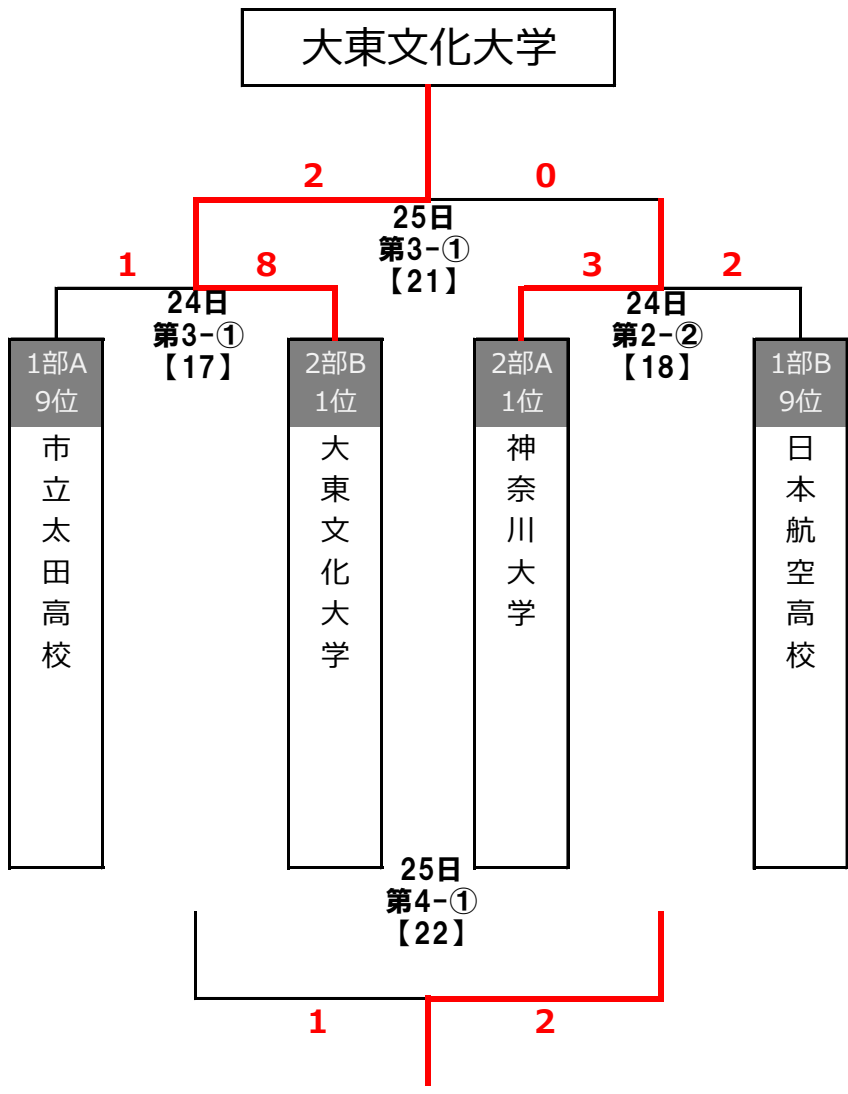 大東文化大学
2
0
25日
第3-①
【21】
1
8
3
2
24日
第3-①
【17】
24日
第2-②
【18】
1部A
9位
市立太田高校
2部B
1位
大東文化大学
2部A
1位
神奈川大学
1部B
9位
日本航空高校
25日
第4-①
【22】
1
2